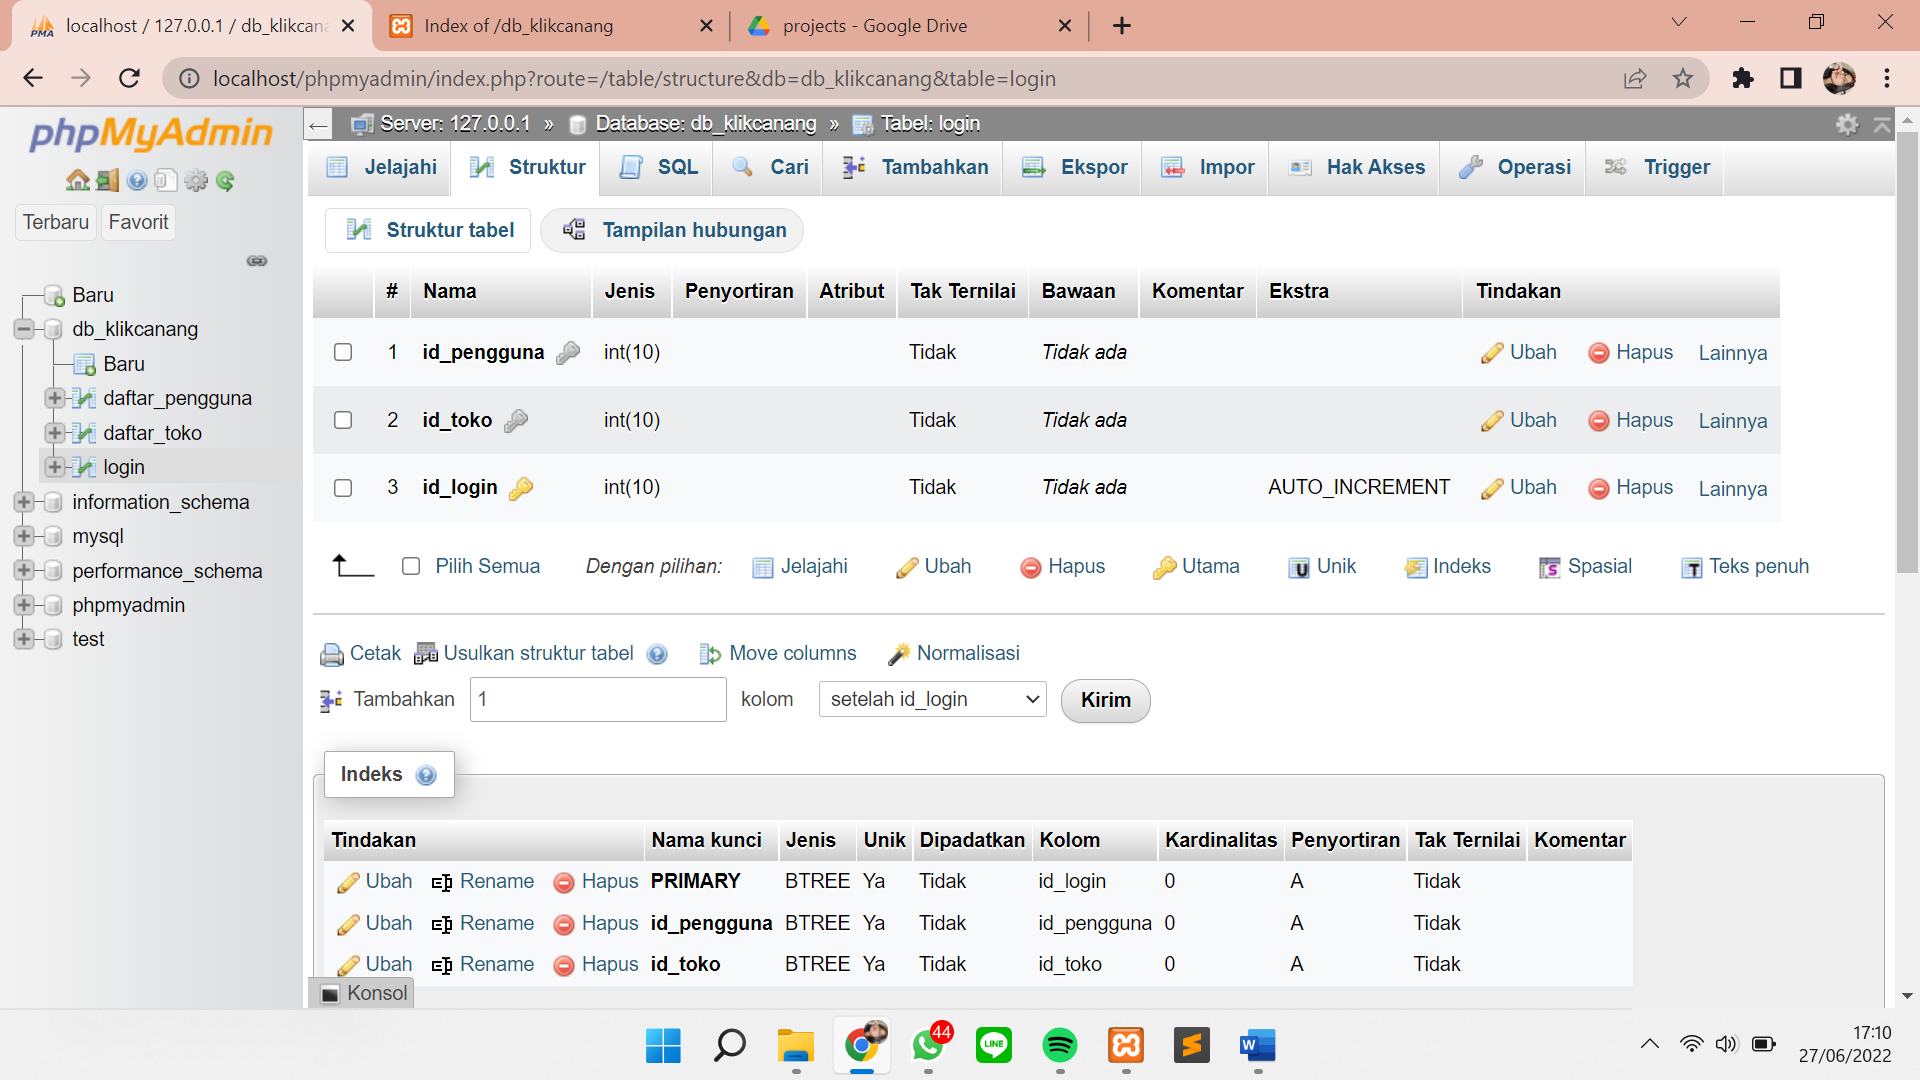 PMA localhost / 127.0.0.1 / db_klikcan
Index of /db_klikcanang
projects - Google Drive
localhost/phpmyadmin/index.php?route=/table/structure&db=db_klikcanang&table=login
phpMyAdmin
Terbaru Favorit
Baru
db_klikcanang
Baru
daftar_pengguna
daftar_toko
login
information_schema
mysql
performance_schema
phpmyadmin
test
Server: 127.0.0.1 » Database: db_klikcanang » Tabel: login
Jelajahi Struktur SQL Cari Tambahkan Ekspor Impor Hak Akses Operasi Trigger
Struktur tabel Tampilan hubungan
# Nama Jenis Penyortiran Atribut Tak Ternilai Bawaan Komentar Ekstra Tindakan
1 id_pengguna int(10) Tidak Tidak ada Ubah Hapus Lainnya
2 id_toko int(10) Tidak Tidak ada Ubah Hapus Lainnya
3 id_login int(10) Tidak Tidak ada AUTO_INCREMENT Ubah Hapus Lainnya
Pilih Semua Dengan pilihan: Jelajahi Ubah Hapus Utama Unik Indeks Spasial Teks penuh
Cetak Usulkan struktur tabel Move columns Normalisasi
Tambahkan 1 kolom setelah id_login Kirim
Indeks
Tindakan Nama kunci Jenis Unik Dipadatkan Kolom Kardinalitas Penyortiran Tak Ternilai Komentar
Ubah Rename Hapus PRIMARY BTREE Ya Tidak id_login 0 A Tidak
Ubah Rename Hapus id_pengguna BTREE Ya Tidak id_pengguna 0 A Tidak
Ubah Rename Hapus id_toko BTREE Ya Tidak id_toko 0 A Tidak
Konsol
44
LINE
W
17:10
27/06/2022